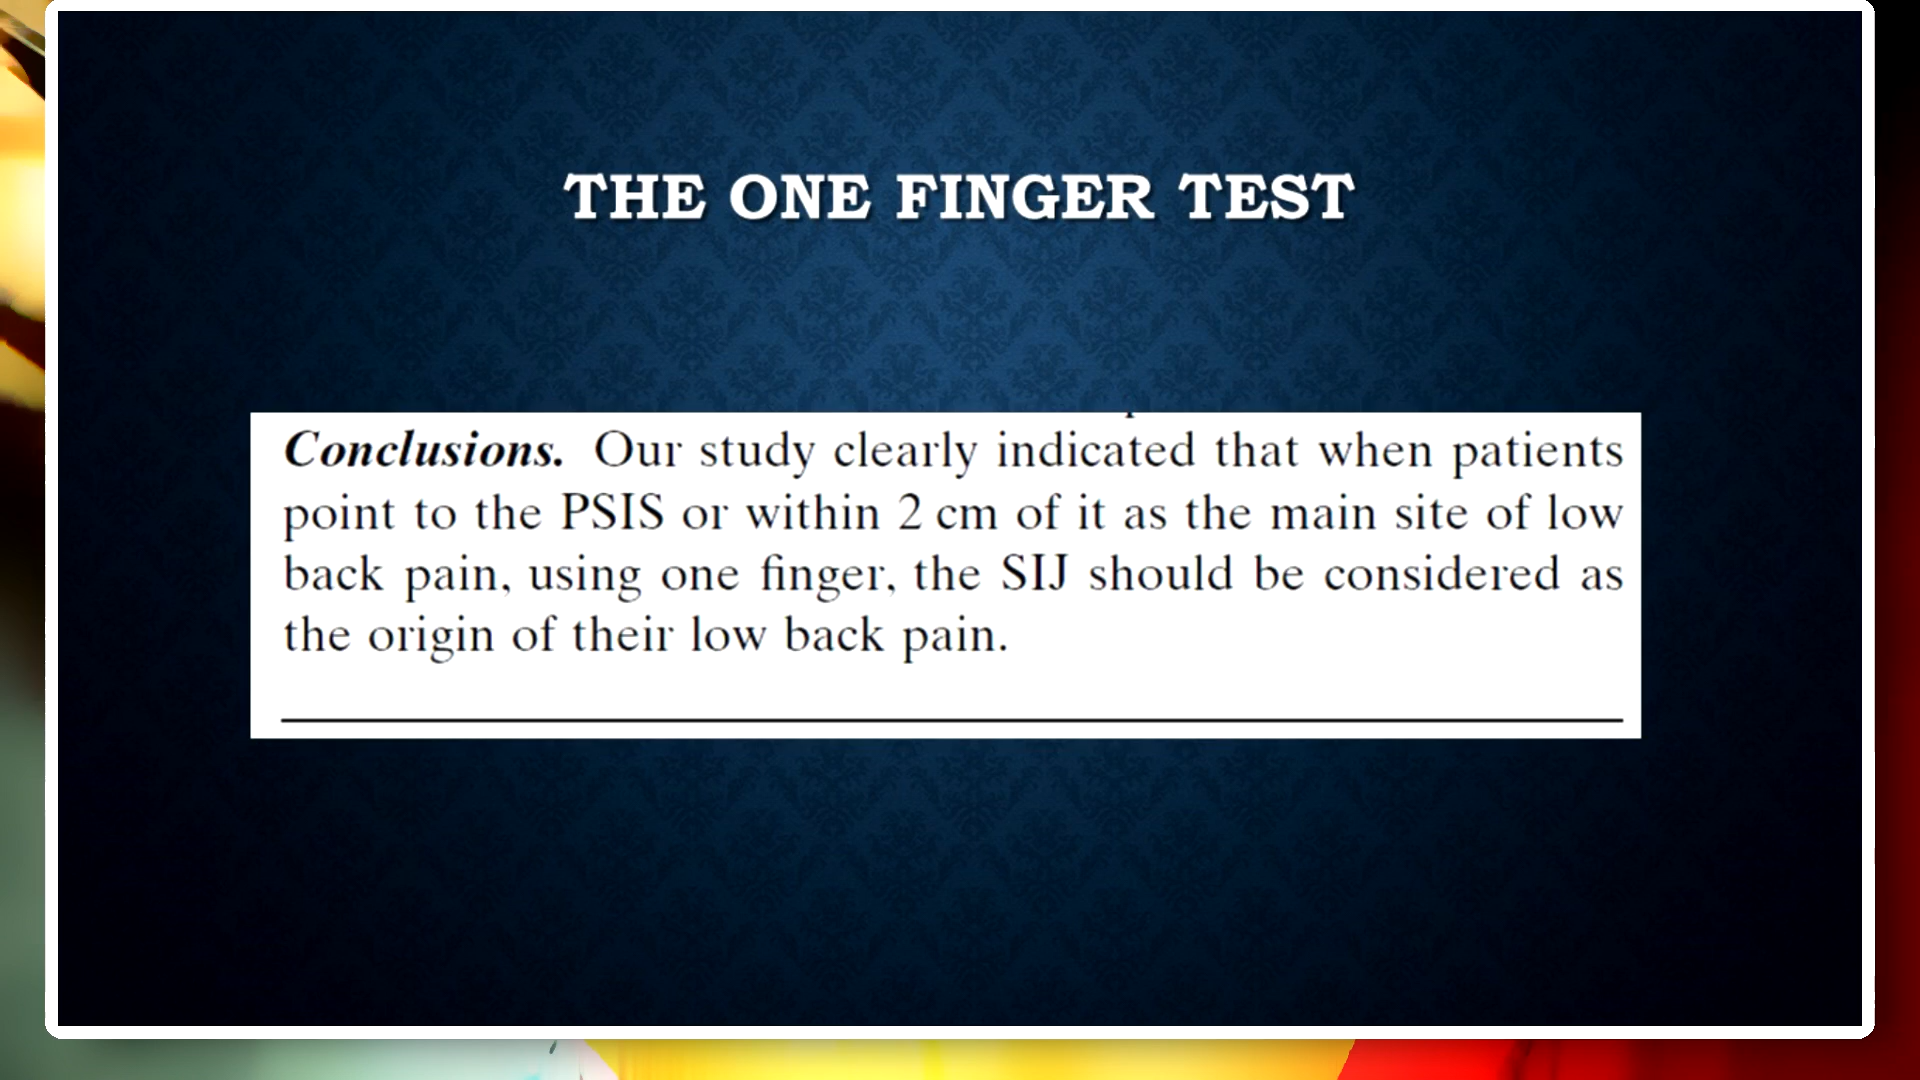 THE ONE FINGER TEST
Conclusions. Our study clearly indicated that when patients
point to the PSIS or within 2 cm of it as the main site of low
back pain, using one finger, the SIJ should be considered as
the origin of their low back pain.